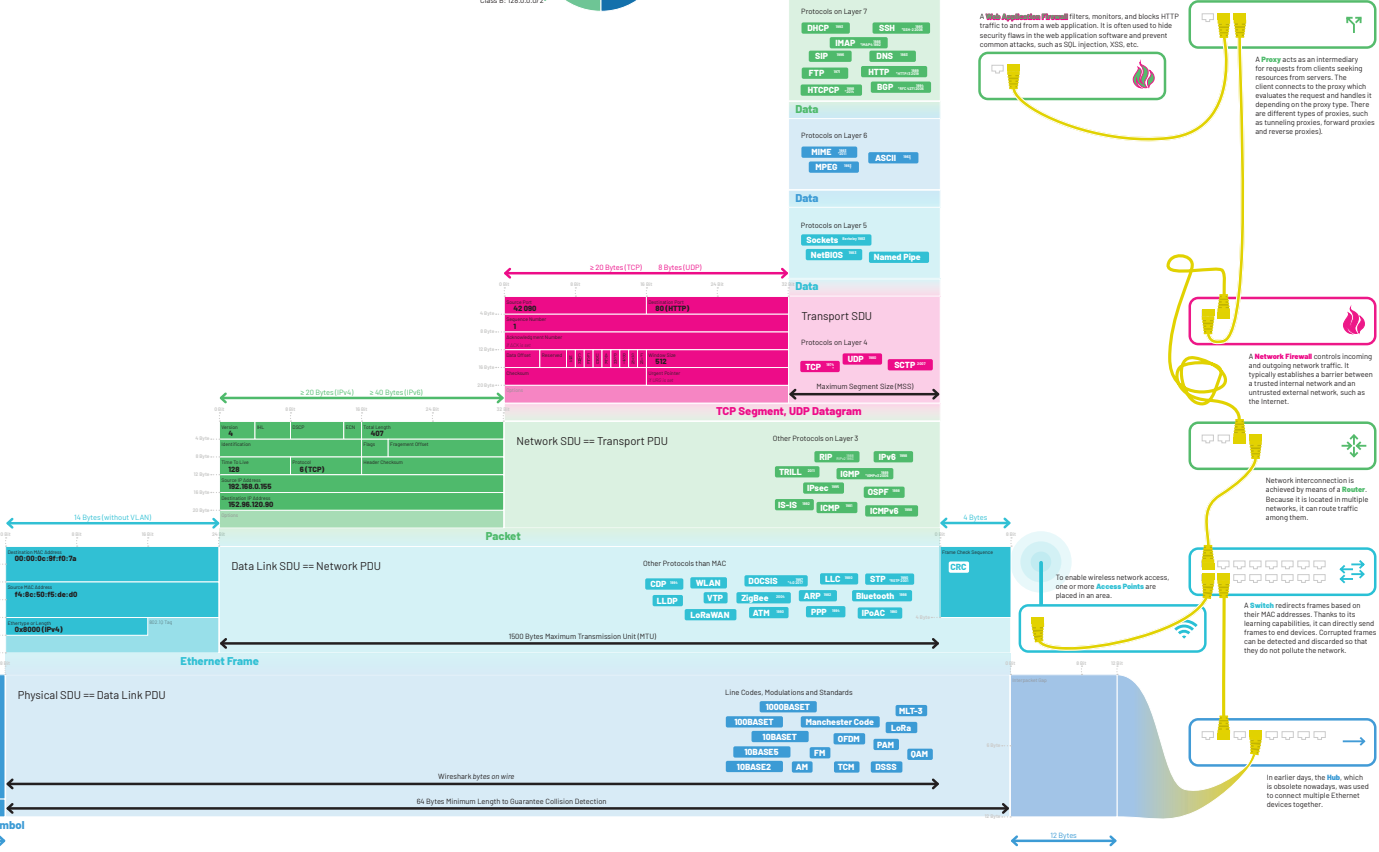 Class B: 128.0.0.0/2
Protocols on Layer 7
DHCP
SSH
IMAP
SIP
DNS
FTP
HTTP
HTCPCP
BGP
Data
Protocols on Layer 6
MIME
ASCII
MPEG
Data
Protocols on Layer 5
Sockets
NetBIOS
Named Pipe
Data
≥ 20 Bytes (TCP) 8 Bytes (UDP)
Source Port
42 090
Destination Port
80 (HTTP)
Sequence Number
1
Acknowledgment Number
Data Offset
Reserved
Window Size
512
Checksum
Urgent Pointer
Options
Transport SDU
Protocols on Layer 4
TCP
UDP
SCTP
Maximum Segment Size (MSS)
TCP Segment, UDP Datagram
≥ 20 Bytes (IPv4) ≥ 40 Bytes (IPv6)
Version
4
IHL
DSCP
ECN
Total Length
407
Identification
Flags
Fragement Offset
Time To Live
128
Protocol
6 (TCP)
Header Checksum
Source IP Address
192.168.0.155
Destination IP Address
152.96.120.90
Options
Network SDU == Transport PDU
Other Protocols on Layer 3
RIP
IPv6
TRILL
IGMP
IPsec
OSPF
IS-IS
ICMP
ICMPv6
Packet
14 Bytes (without VLAN)
4 Bytes
Destination MAC Address
00:00:0c:9f:f0:7a
Source MAC Address
f4:8c:50:f5:de:d0
Ethertype or Length
0x8000 (IPv4)
802.1Q Tag
Data Link SDU == Network PDU
Other Protocols than MAC
CDP
WLAN
DOCSIS
LLC
STP
LLDP
VTP
ZigBee
ARP
Bluetooth
LoRaWAN
ATM
PPP
IPoAC
Frame Check Sequence
CRC
1500 Bytes Maximum Transmission Unit (MTU)
Ethernet Frame
Physical SDU == Data Link PDU
Line Codes, Modulations and Standards
1000BASET
MLT-3
100BASET
Manchester Code
LoRa
10BASET
OFDM
PAM
10BASE5
FM
QAM
10BASE2
AM
TCM
DSSS
Wireshark bytes on wire
64 Bytes Minimum Length to Guarantee Collision Detection
mbol
12 Bytes
A Web Application Firewall filters, monitors, and blocks HTTP
traffic to and from a web application. It is often used to hide
security flaws in the web application software and prevent
common attacks, such as SQL injection, XSS, etc.
A Proxy acts as an intermediary
for requests from clients seeking
resources from servers. The
client connects to the proxy which
evaluates the request and handles it
depending on the proxy type. There
are different types of proxies, such
as tunneling proxies, forward proxies
and reverse proxies).
A Network Firewall controls incoming
and outgoing network traffic. It
typically establishes a barrier between
a trusted internal network and an
untrusted external network, such as
the Internet.
Network interconnection is
achieved by means of a Router.
Because it is located in multiple
networks, it can route traffic
among them.
To enable wireless network access,
one or more Access Points are
placed in an area.
A Switch redirects frames based on
their MAC addresses. Thanks to its
learning capabilities, it can directly send
frames to end devices. Corrupted frames
can be detected and discarded so that
they do not pollute the network.
In earlier days, the Hub, which
is obsolete nowadays, was used
to connect multiple Ethernet
devices together.